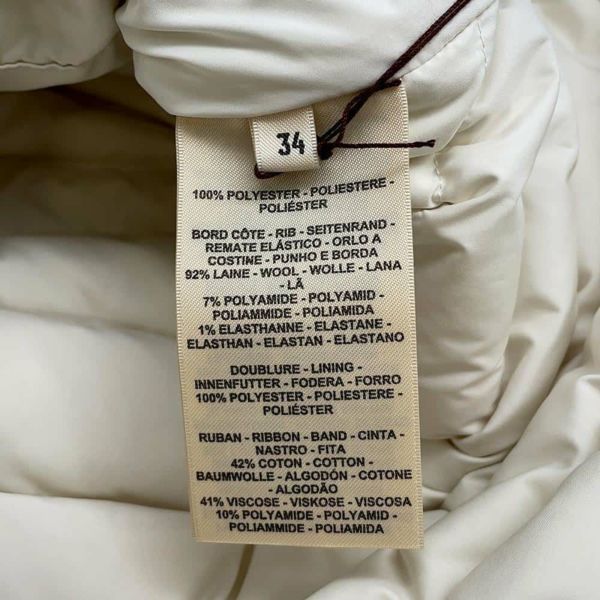 34
100% POLYESTER - POLIESTERE -
POLIÉSTER
BORD CÔTE - RIB - SEITENRAND -
REMATE ELÁSTICO - ORLO A
COSTINE - PUNHO E BORDA
92% LAINE - WOOL - WOLLE - LANA
- LÃ
7% POLYAMIDE - POLYAMID -
POLIAMMIDE - POLIAMIDA
1% ELASTHANNE - ELASTANE -
ELASTHAN - ELASTAN - ELASTANO
DOUBLURE - LINING -
INNENFUTTER - FODERA - FORRO
100% POLYESTER - POLIESTERE -
POLIÉSTER
RUBAN - RIBBON - BAND - CINTA -
NASTRO - FITA
42% COTON - COTTON -
BAUMWOLLE - ALGODÓN - COTONE
- ALGODÃO
41% VISCOSE - VISKOSE - VISCOSA
10% POLYAMIDE - POLYAMID -
POLIAMMIDE - POLIAMIDA